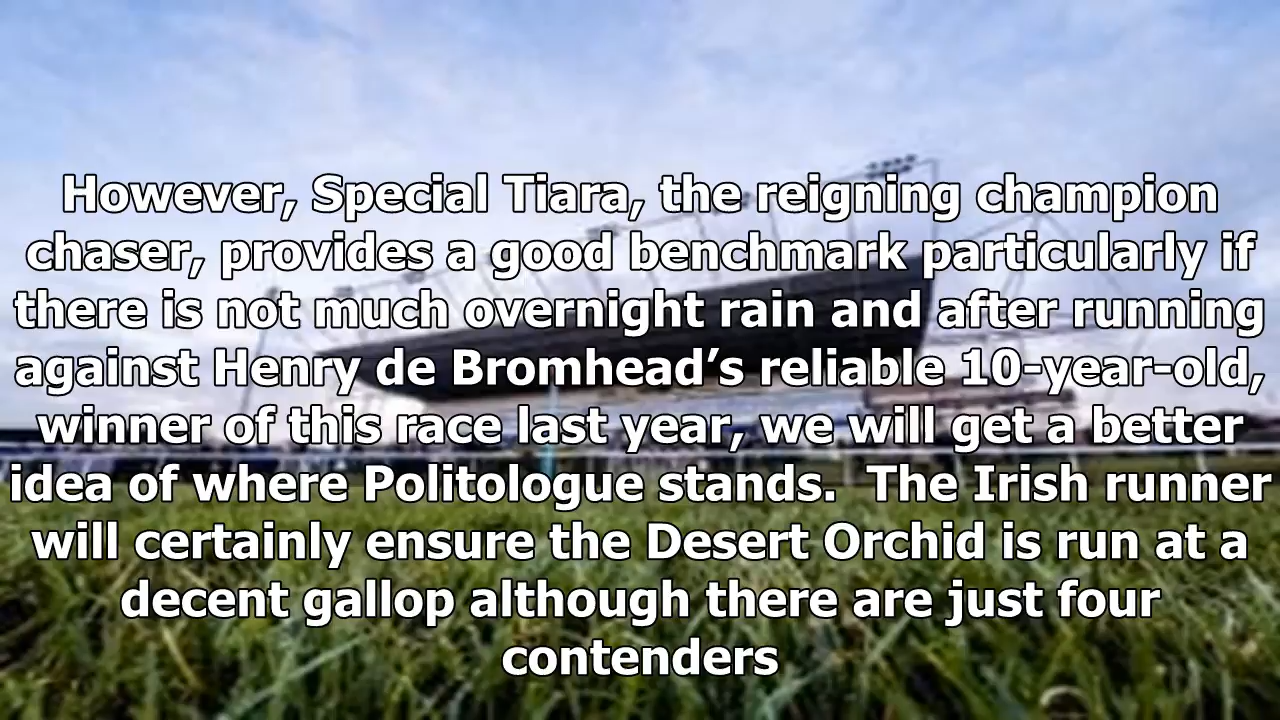 However, Special Tiara, the reigning champion
chaser, provides a good benchmark particularly if
there is not much overnight rain and after running
against Henry de Bromhead’s reliable 10-year-old,
winner of this race last year, we will get a better
idea of where Politologue stands.  The Irish runner
will certainly ensure the Desert Orchid is run at a
decent gallop although there are just four
contenders